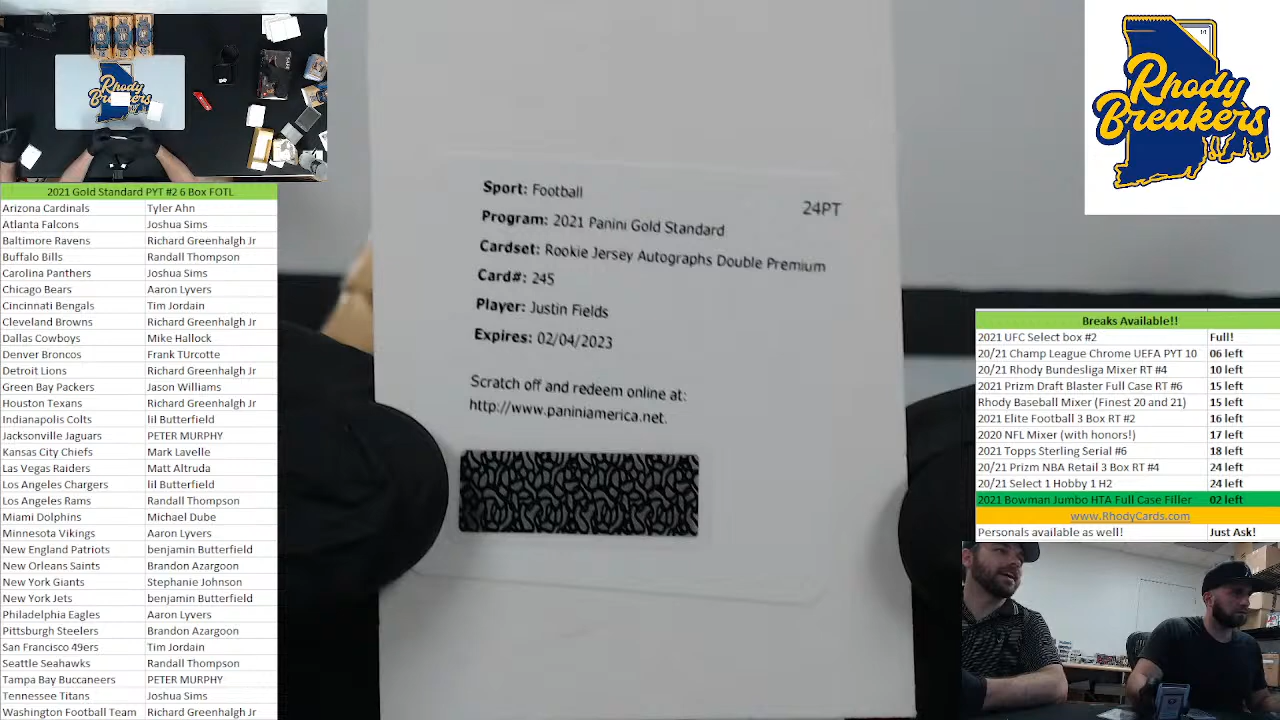 Rhody
Breakers
2021 Gold Standard PYT #2 6 Box FOTL
Arizona Cardinals Tyler Ahn
Atlanta Falcons Joshua Sims
Baltimore Ravens Richard Greenhalgh Jr
Buffalo Bills Randall Thompson
Carolina Panthers Joshua Sims
Chicago Bears Aaron Lyvers
Cincinnati Bengals Tim Jordain
Cleveland Browns Richard Greenhalgh Jr
Dallas Cowboys Mike Hallock
Denver Broncos Frank TUrcotte
Detroit Lions Richard Greenhalgh Jr
Green Bay Packers Jason Williams
Houston Texans Richard Greenhalgh Jr
Indianapolis Colts lil Butterfield
Jacksonville Jaguars PETER MURPHY
Kansas City Chiefs Mark Lavelle
Las Vegas Raiders Matt Altruda
Los Angeles Chargers lil Butterfield
Los Angeles Rams Randall Thompson
Miami Dolphins Michael Dube
Minnesota Vikings Aaron Lyvers
New England Patriots benjamin Butterfield
New Orleans Saints Brandon Azargoon
New York Giants Stephanie Johnson
New York Jets benjamin Butterfield
Philadelphia Eagles Aaron Lyvers
Pittsburgh Steelers Brandon Azargoon
San Francisco 49ers Tim Jordain
Seattle Seahawks Randall Thompson
Tampa Bay Buccaneers PETER MURPHY
Tennessee Titans Joshua Sims
Washington Football Team Richard Greenhalgh Jr
Sport: Football
24PT
Program: 2021 Panini Gold Standard
Cardset: Rookie Jersey Autographs Double Premium
Card#: 245
Player: Justin Fields
Expires: 02/04/2023
Scratch off and redeem online at:
http://www.paniniamerica.net.
1/1
Rhody
Breakers
Breaks Available!!
2021 UFC Select box #2 Full!
20/21 Champ League Chrome UEFA PYT 10 06 left
20/21 Rhody Bundesliga Mixer RT #4 10 left
2021 Prizm Draft Blaster Full Case RT #6 15 left
Rhody Baseball Mixer (Finest 20 and 21) 15 left
2021 Elite Football 3 Box RT #2 16 left
2020 NFL Mixer (with honors!) 17 left
2021 Topps Sterling Serial #6 18 left
20/21 Prizm NBA Retail 3 Box RT #4 24 left
20/21 Select 1 Hobby 1 H2 24 left
2021 Bowman Jumbo HTA Full Case Filler 02 left
www.RhodyCards.com
Personals available as well! Just Ask!